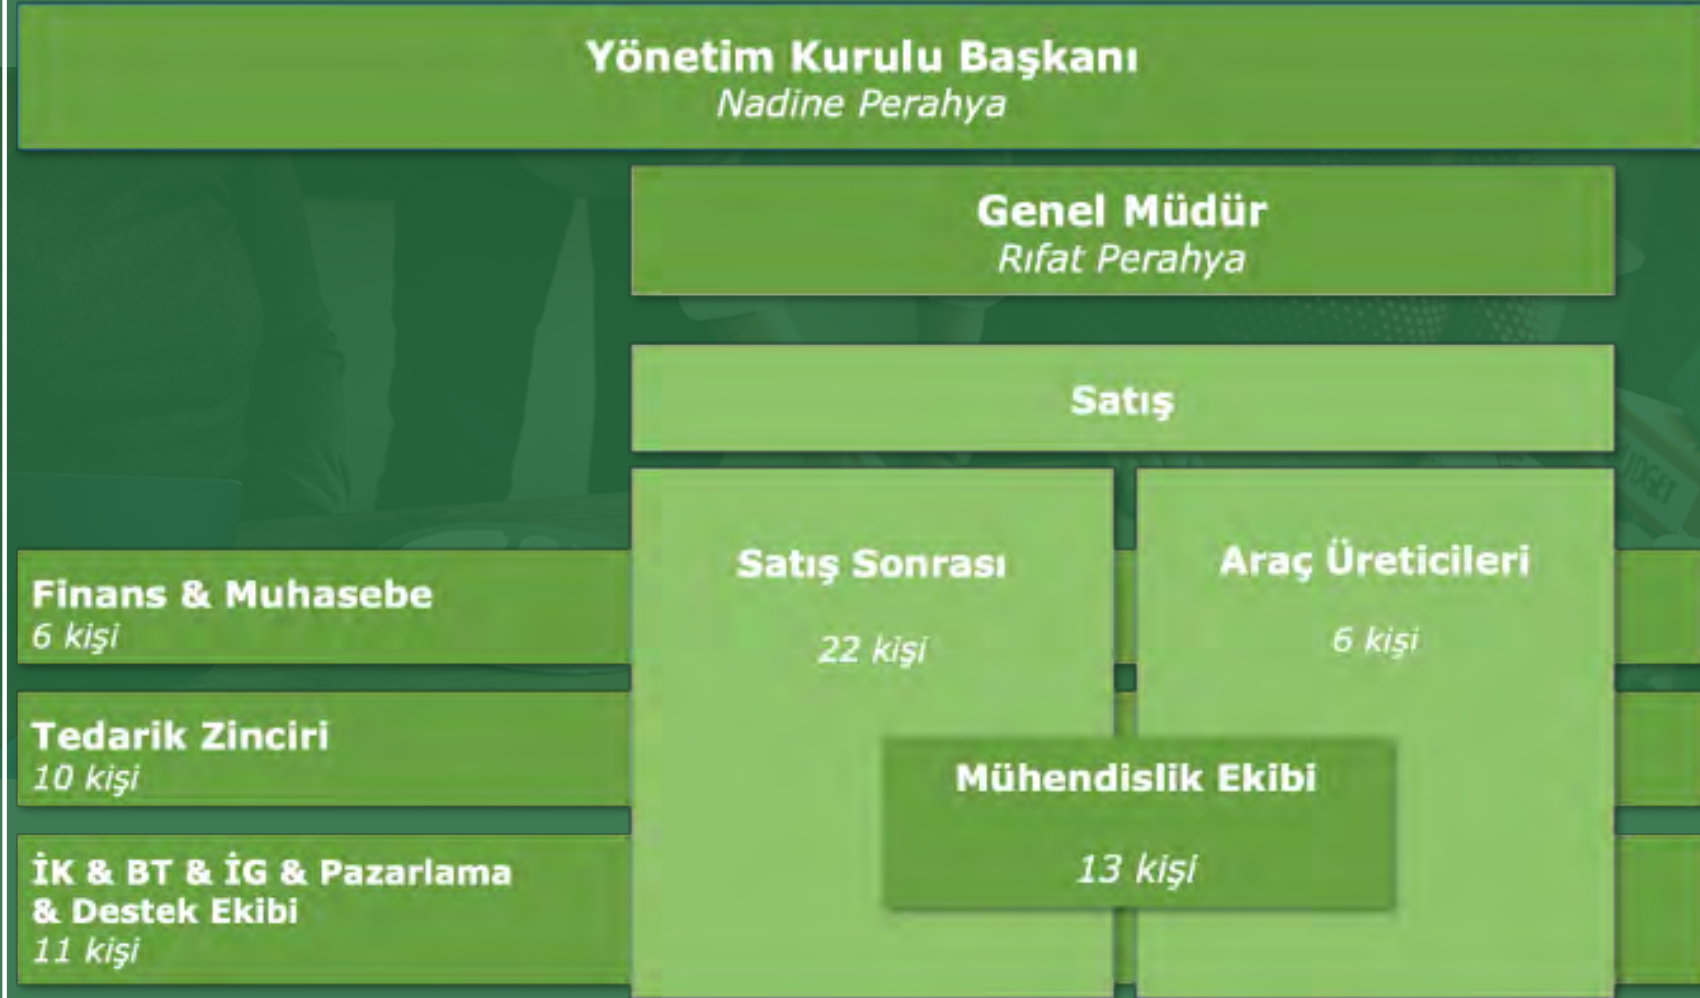 Yönetim Kurulu Başkanı
Nadine Perahya
Genel Müdür
Rıfat Perahya
Satış
Satış Sonrası
22 kişi
Araç Üreticileri
6 kişi
Finans & Muhasebe
6 kişi
Tedarik Zinciri
10 kişi
Mühendislik Ekibi
13 kişi
İK & BT & İG & Pazarlama
& Destek Ekibi
11 kişi